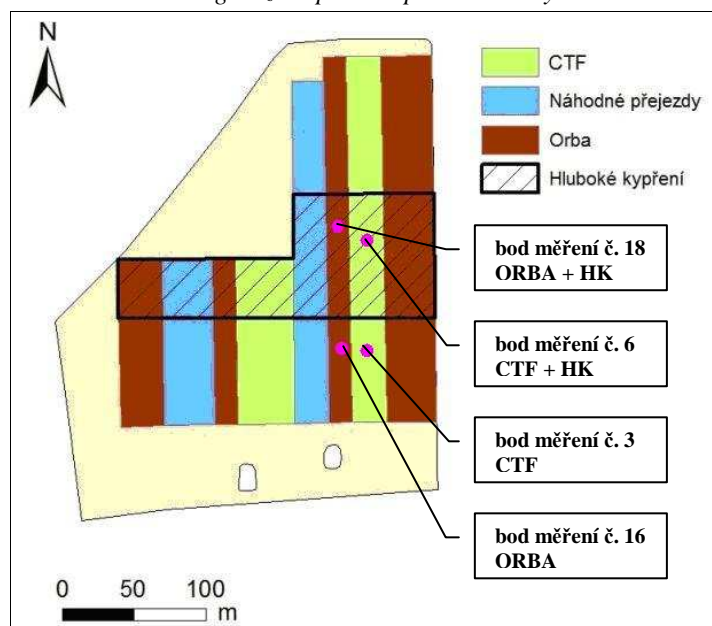 N
CTF
Náhodné přejezdy
Orba
Hluboké kypření
bod měření č. 18
ORBA + HK
bod měření č. 6
CTF + HK
bod měření č. 3
CTF
bod měření č. 16
ORBA
0 50 100
m